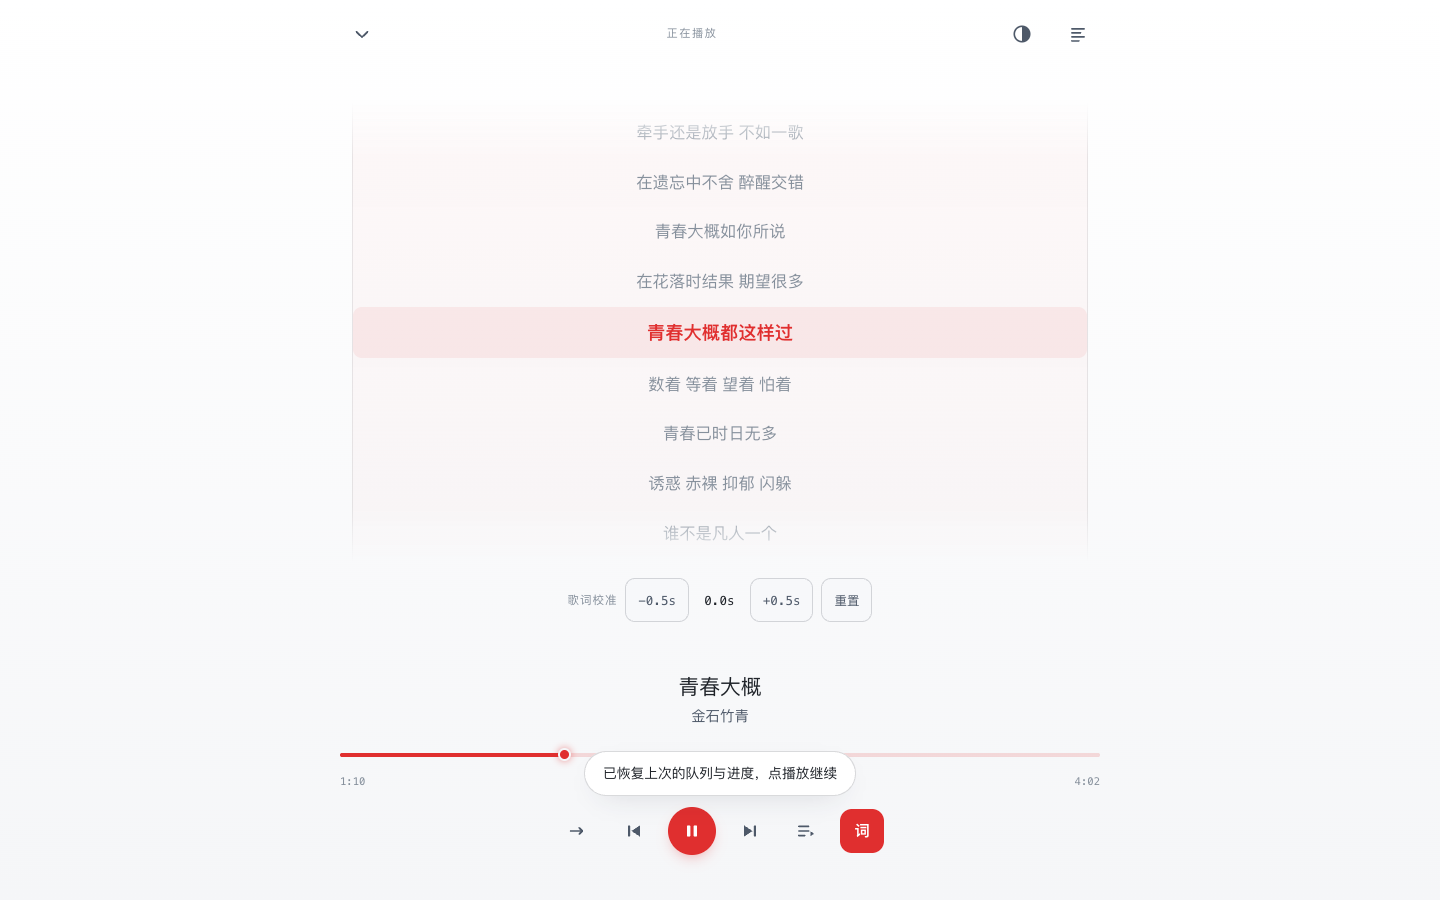 正在播放
牵手还是放手 不如一歌
在遗忘中不舍 醉醒交错
青春大概如你所说
在花落时结果 期望很多
青春大概都这样过
数着 等着 望着 怕着
青春已时日无多
诱惑 赤裸 抑郁 闪躲
谁不是凡人一个
歌词校准 −0.5s 0.0s +0.5s 重置
青春大概
金石竹青
已恢复上次的队列与进度，点播放继续
1:10 4:02
词